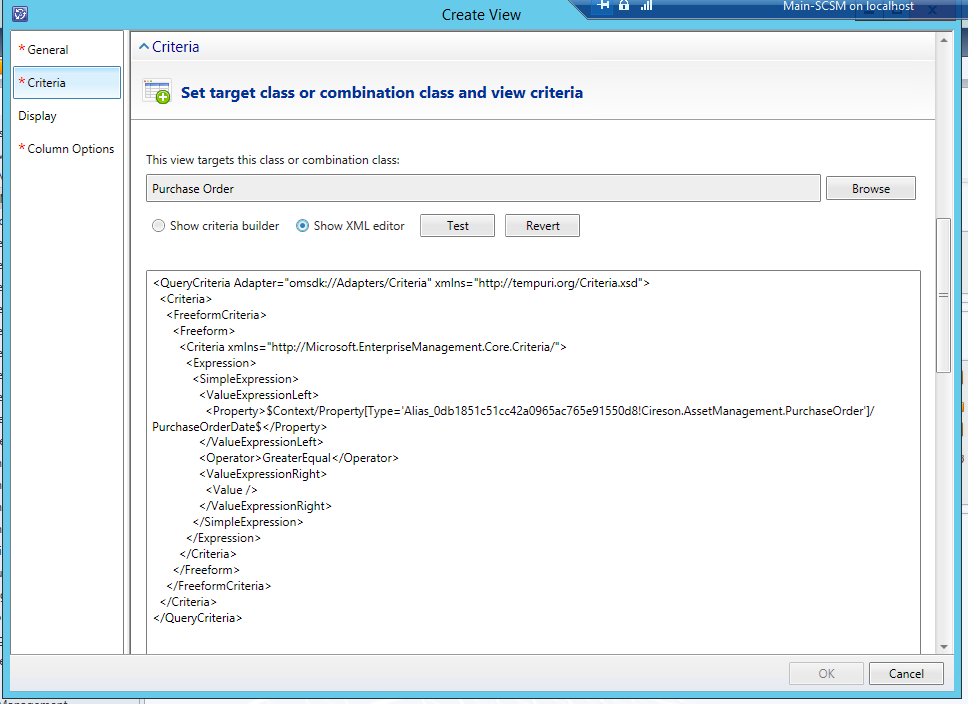 Create View
Main-SCSM on localhost
* General
* Criteria
Display
* Column Options
Criteria
Set target class or combination class and view criteria
This view targets this class or combination class:
Purchase Order
Browse
Show criteria builder
Show XML editor
Test
Revert
<QueryCriteria Adapter="omsdk://Adapters/Criteria" xmlns="http://tempuri.org/Criteria.xsd">
<Criteria>
<FreeformCriteria>
<Freeform>
<Criteria xmlns="http://Microsoft.EnterpriseManagement.Core.Criteria/">
<Expression>
<SimpleExpression>
<ValueExpressionLeft>
<Property>$Context/Property[Type='Alias_0db1851c51cc42a0965ac765e91550d8!Cireson.AssetManagement.PurchaseOrder']/
PurchaseOrderDate$</Property>
</ValueExpressionLeft>
<Operator>GreaterEqual</Operator>
<ValueExpressionRight>
<Value />
</ValueExpressionRight>
</SimpleExpression>
</Expression>
</Criteria>
</Freeform>
</FreeformCriteria>
</Criteria>
</QueryCriteria>
OK
Cancel